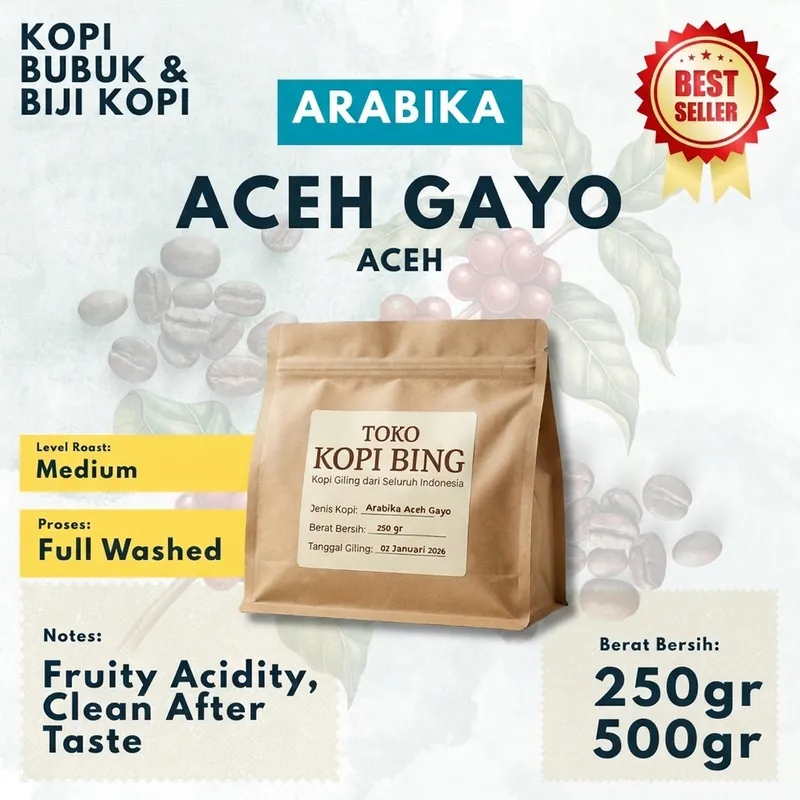 KOPI
BUBUK &
BIJI KOPI
ARABIKA
BEST
SELLER
ACEH GAYO
ACEH
Level Roast:
Medium
Proses:
Full Washed
TOKO
KOPI BING
Kopi Giling dari Seluruh Indonesia
Jenis Kopi: Arabika Aceh Gayo
Berat Bersih: 250 gr
Tanggal Giling: 02 Januari 2026
Notes:
Fruity Acidity,
Clean After
Taste
Berat Bersih:
250gr
500gr